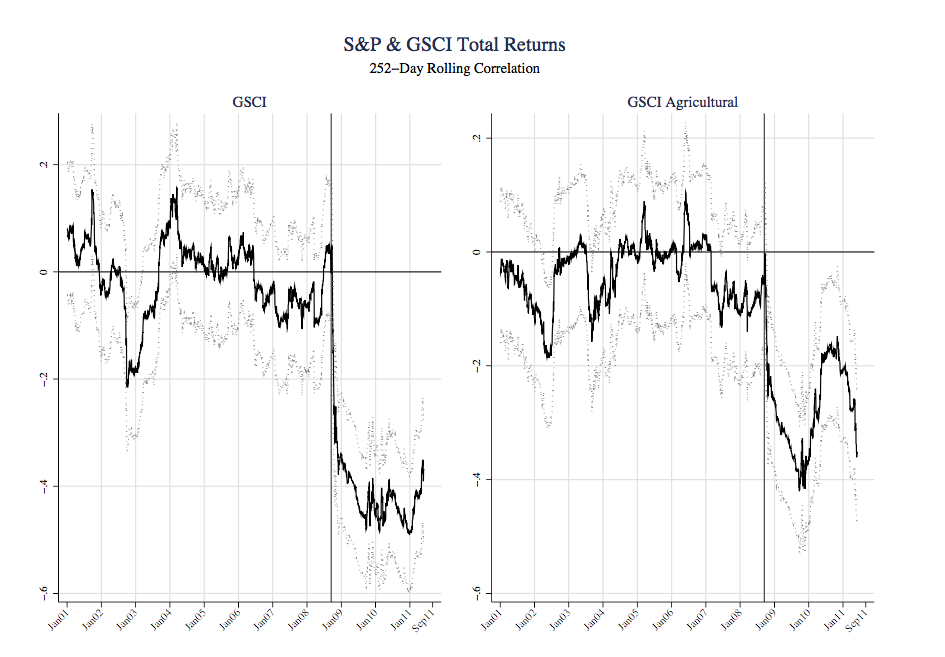 S&P & GSCI Total Returns
252−Day Rolling Correlation
GSCI
.2
0
-.2
-.4
-.6
Jan01 Jan02 Jan03 Jan04 Jan05 Jan06 Jan07 Jan08 Jan09 Jan10 Jan11 Sep11
GSCI Agricultural
.2
0
-.2
-.4
-.6
Jan01 Jan02 Jan03 Jan04 Jan05 Jan06 Jan07 Jan08 Jan09 Jan10 Jan11 Sep11